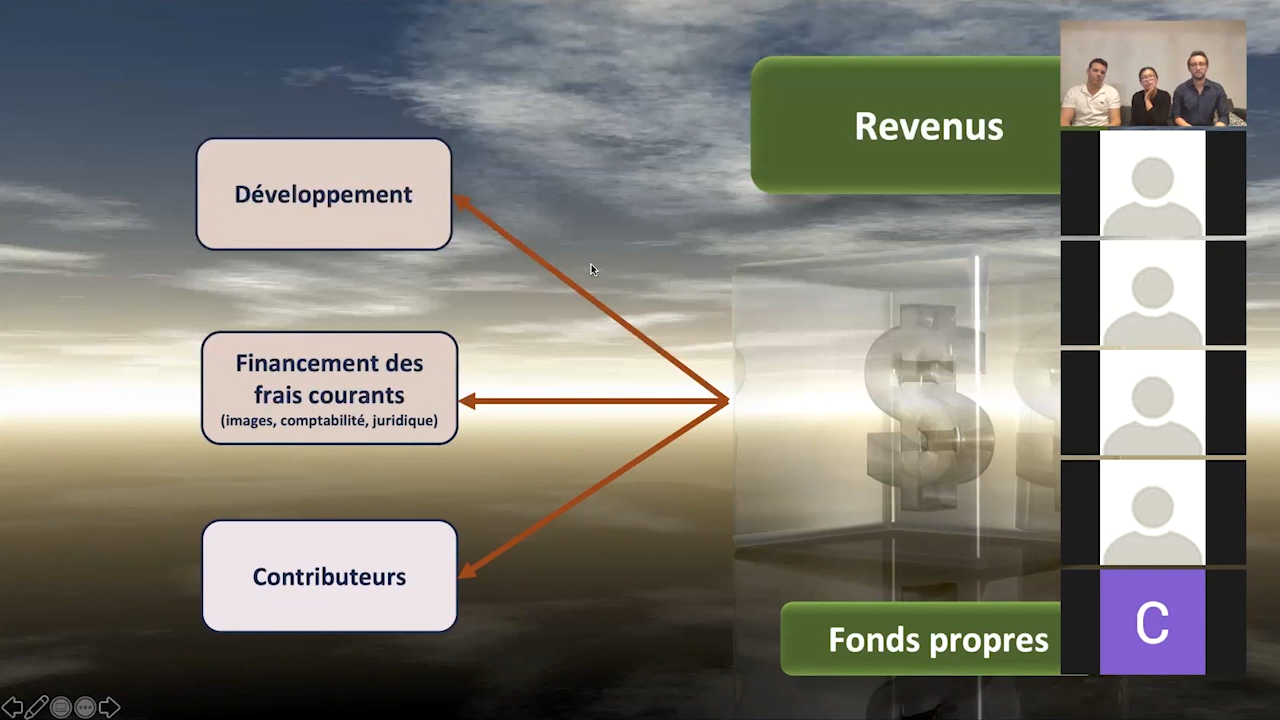 Revenus
Développement
Financement des
frais courants
(images, comptabilité, juridique)
Contributeurs
Fonds propres
C